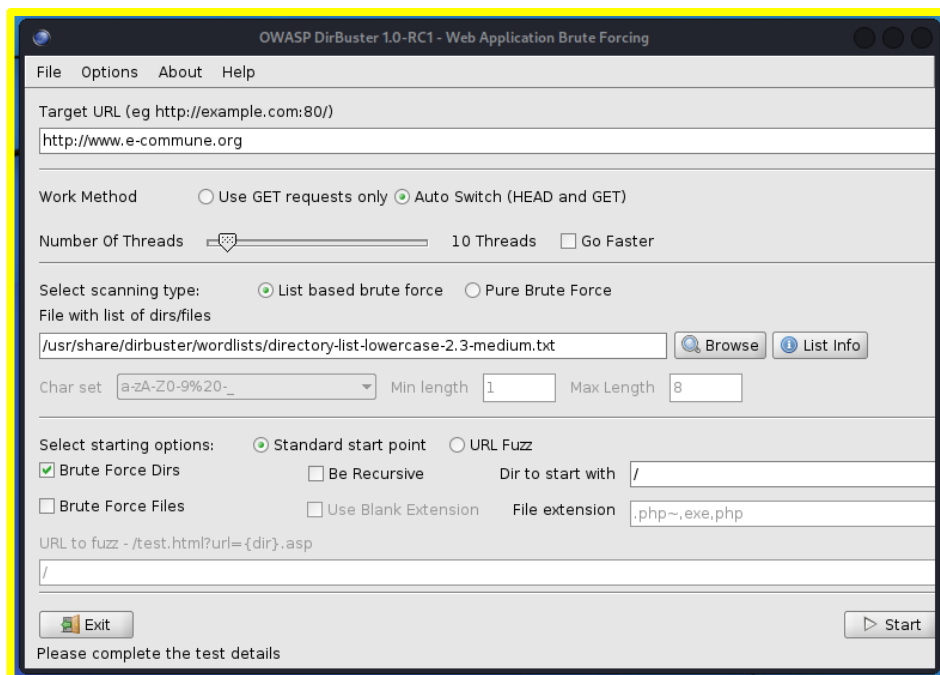 OWASP DirBuster 1.0-RC1 - Web Application Brute Forcing
File Options About Help
Target URL (eg http://example.com:80/)
http://www.e-commune.org
Work Method Use GET requests only Auto Switch (HEAD and GET)
Number Of Threads 10 Threads Go Faster
Select scanning type: List based brute force Pure Brute Force
File with list of dirs/files
/usr/share/dirbuster/wordlists/directory-list-lowercase-2.3-medium.txt Browse List Info
Char set a-zA-Z0-9%20-_ Min length 1 Max Length 8
Select starting options: Standard start point URL Fuzz
Brute Force Dirs Be Recursive Dir to start with /
Brute Force Files Use Blank Extension File extension .php~,exe,php
URL to fuzz - /test.html?url={dir}.asp
/
Exit Start
Please complete the test details